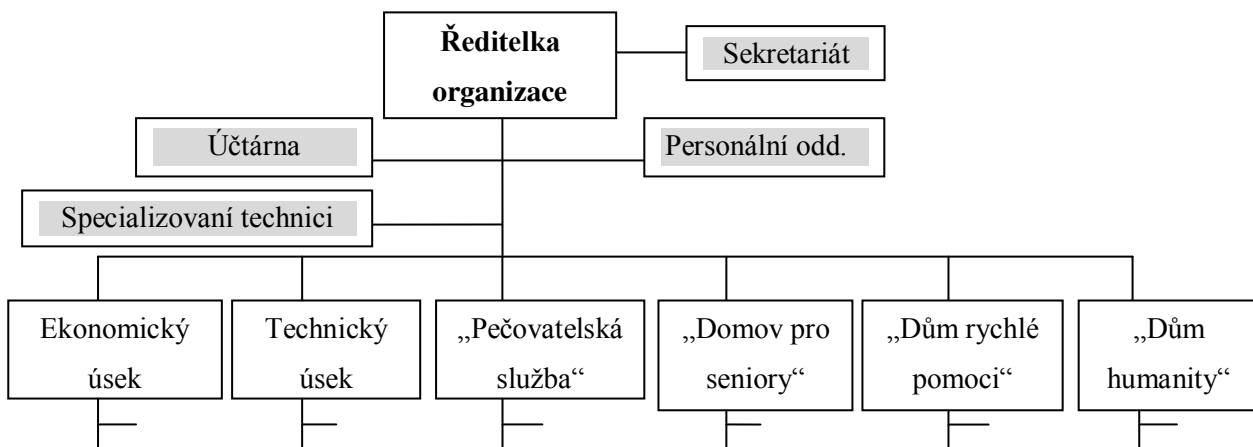 Ředitelka
organizace
Sekretariát
Účtárna
Personální odd.
Specializovaní technici
Ekonomický
úsek
Technický
úsek
„Pečovatelská
služba“
„Domov pro
seniory“
„Dům rychlé
pomoci“
„Dům
humanity“